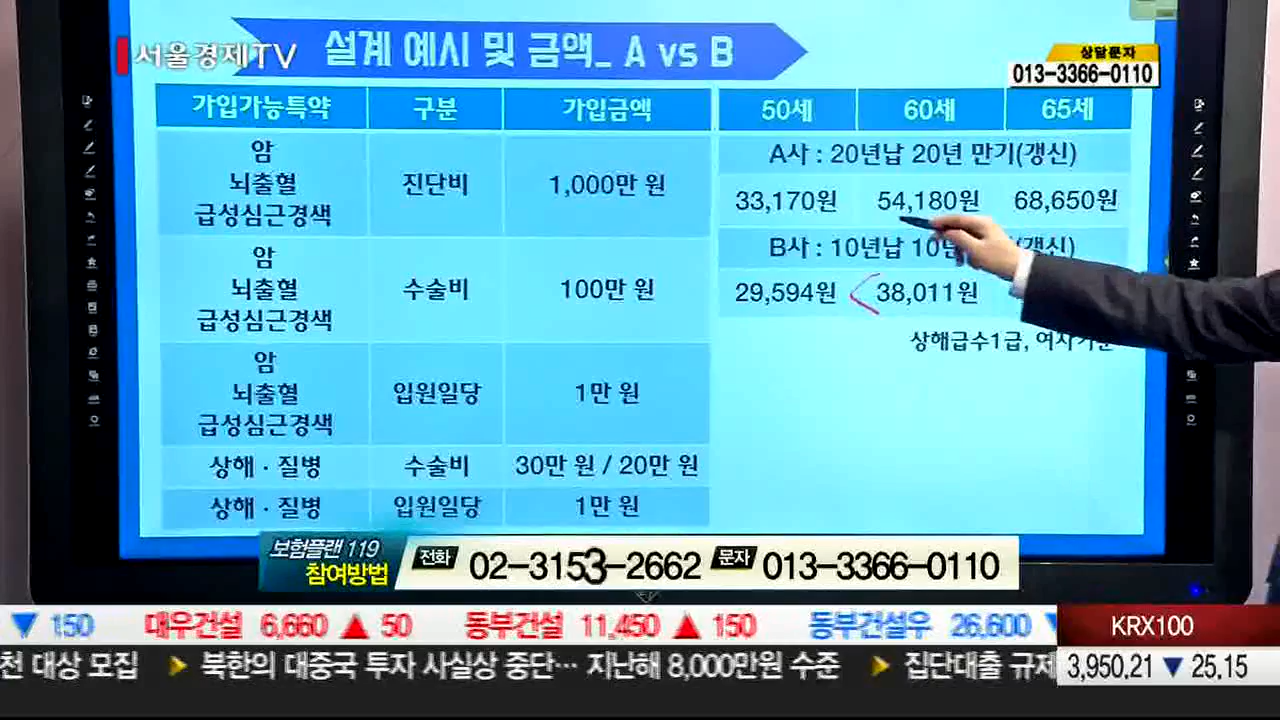 서울경제TV
설계 예시 및 금액_ A vs B
상담문자
013-3366-0110
가입가능특약 구분 가입금액 50세 60세 65세
암
뇌출혈
급성심근경색
진단비
1,000만 원
A사 : 20년납 20년 만기(갱신)
33,170원 54,180원 68,650원
B사 : 10년납 10년 (갱신)
29,594원 38,011원
상해급수1급, 여자기준
암
뇌출혈
급성심근경색
수술비
100만 원
암
뇌출혈
급성심근경색
입원일당
1만 원
상해 · 질병 수술비 30만 원 / 20만 원
상해 · 질병 입원일당 1만 원
보험플랜 119
참여방법
전화 02-3153-2662 문자 013-3366-0110
▼ 150 대우건설 6,660 ▲ 50 동부건설 11,450 ▲ 150 동부건설우 26,600 ▼
KRX100
천 대상 모집 ▶ 북한의 대중국 투자 사실상 중단… 지난해 8,000만원 수준 ▶ 집단대출 규제
3,950.21 ▼ 25.15